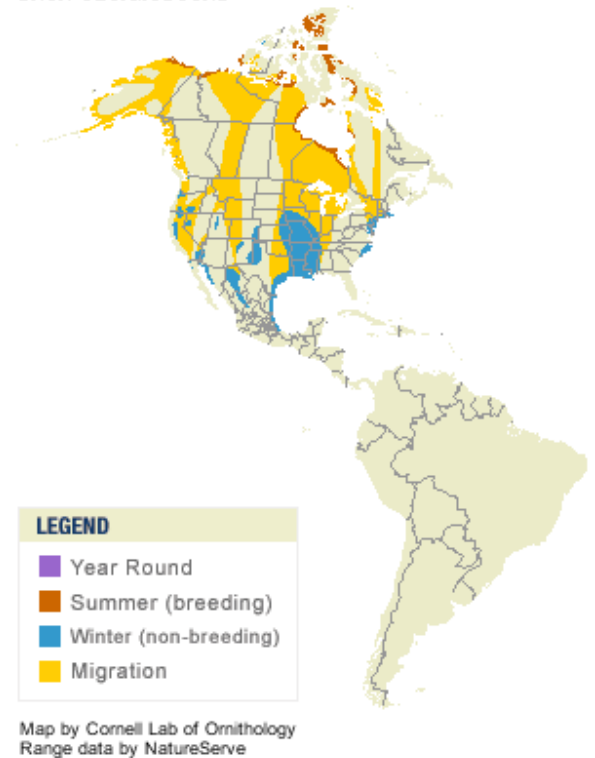 LEGEND
Year Round
Summer (breeding)
Winter (non-breeding)
Migration
Map by Cornell Lab of Ornithology
Range data by NatureServe